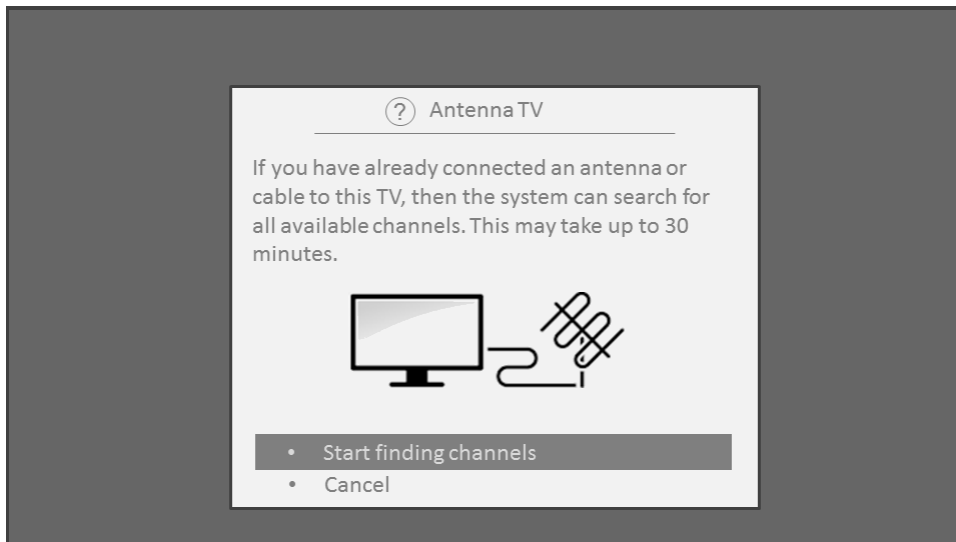 ? Antenna TV
If you have already connected an antenna or
cable to this TV, then the system can search for
all available channels. This may take up to 30
minutes.
• Start finding channels
• Cancel